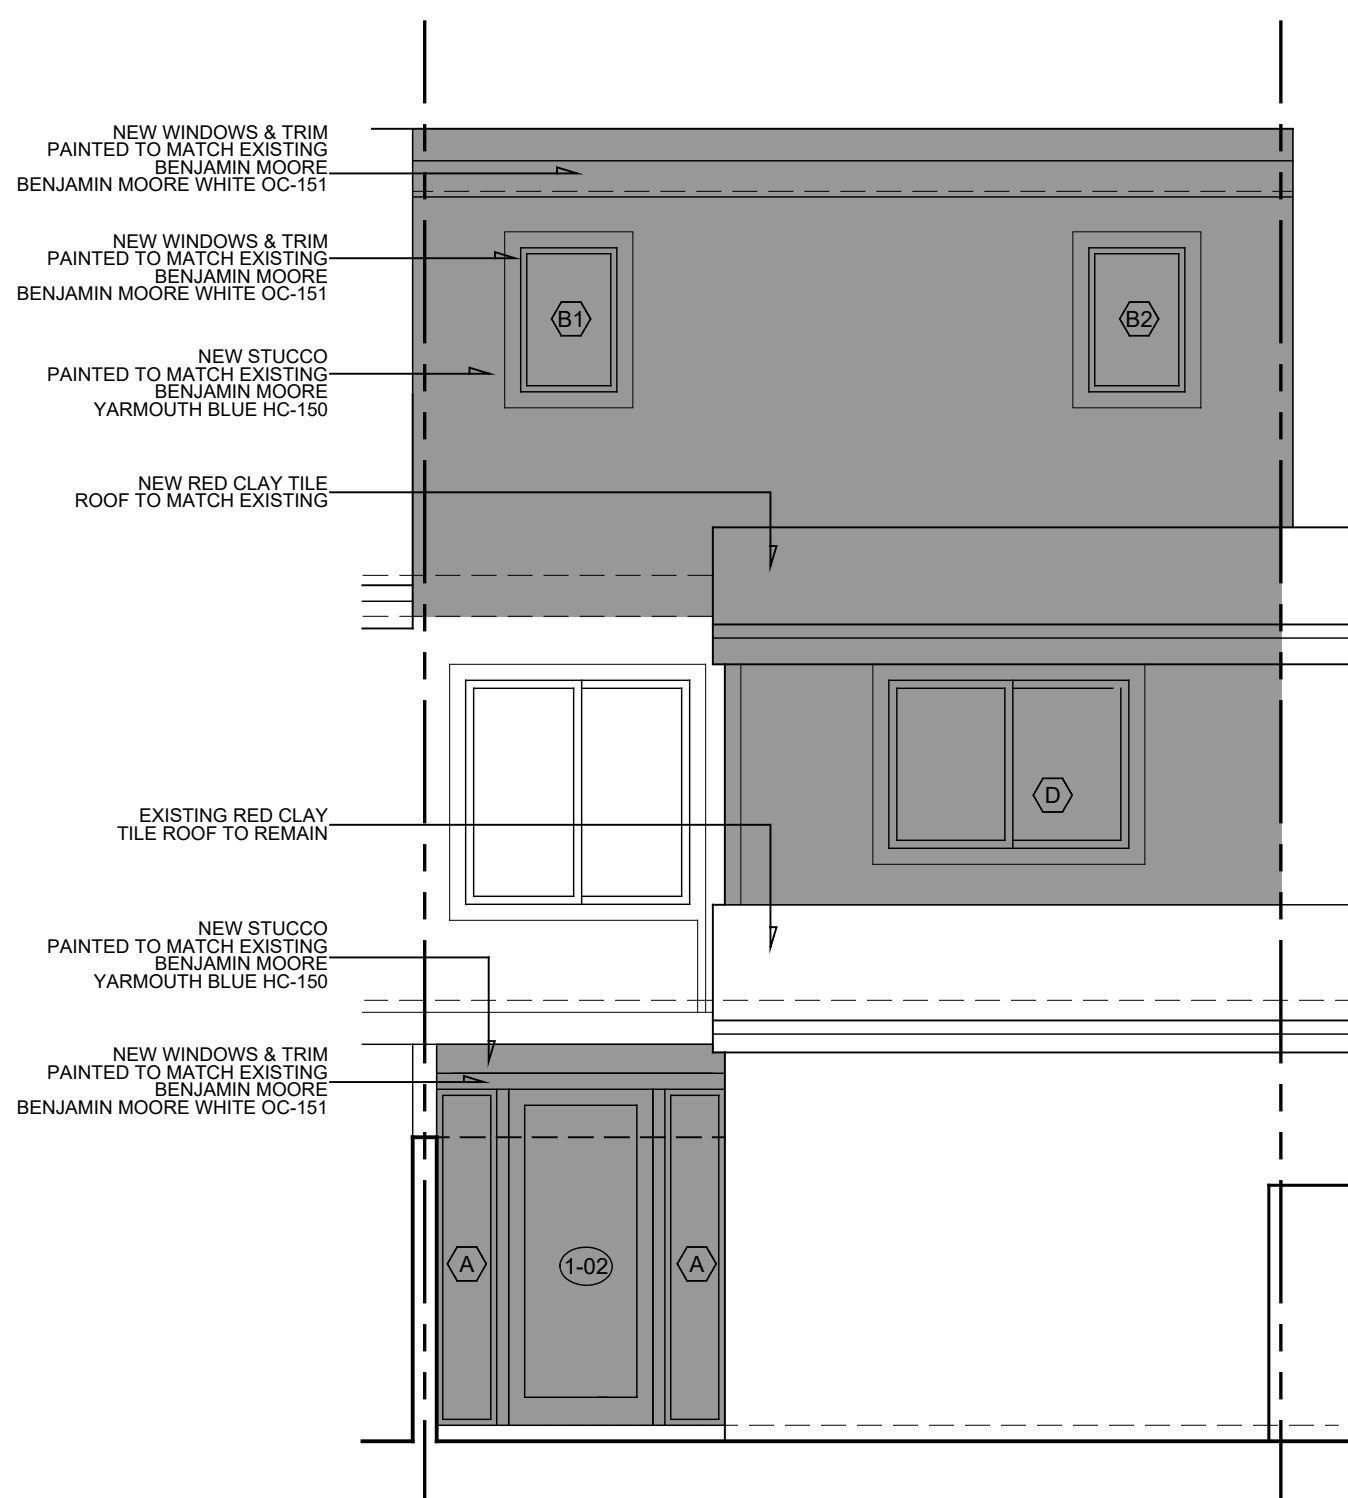 NEW WINDOWS & TRIM
PAINTED TO MATCH EXISTING
BENJAMIN MOORE
BENJAMIN MOORE WHITE OC-151
NEW WINDOWS & TRIM
PAINTED TO MATCH EXISTING
BENJAMIN MOORE
BENJAMIN MOORE WHITE OC-151
B1
B2
NEW STUCCO
PAINTED TO MATCH EXISTING
BENJAMIN MOORE
YARMOUTH BLUE HC-150
NEW RED CLAY TILE
ROOF TO MATCH EXISTING
D
EXISTING RED CLAY
TILE ROOF TO REMAIN
NEW STUCCO
PAINTED TO MATCH EXISTING
BENJAMIN MOORE
YARMOUTH BLUE HC-150
NEW WINDOWS & TRIM
PAINTED TO MATCH EXISTING
BENJAMIN MOORE
BENJAMIN MOORE WHITE OC-151
A
1-02
A